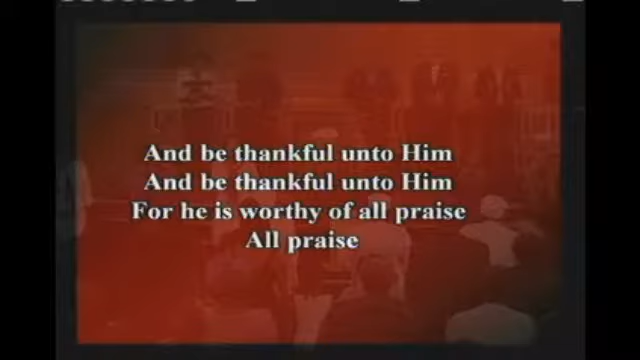 And be thankful unto Him
And be thankful unto Him
For he is worthy of all praise
All praise